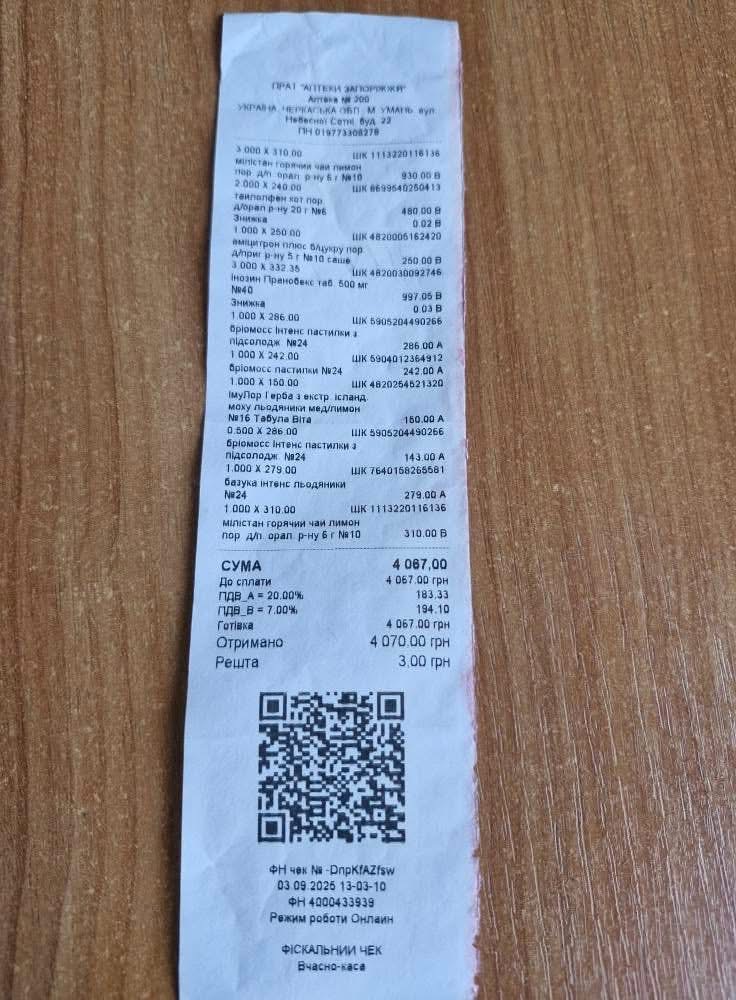 ПРАТ "АПТЕКИ ЗАПОРІЖЖЯ"
Аптека № 200
УКРАЇНА, ЧЕРКАСЬКА ОБЛ., М. УМАНЬ, вул.
Небесної Сотні, буд. 22
ПН 019773308278
3.000 X 310.00 ШК 1113220116136
мілістан горячий чай лимон
пор. д/п. орал. р-ну 6 г №10 930.00 В
2.000 X 240.00 ШК 8699540250413
тайлолфен хот пор.
д/орал р-ну 20 г №6 480.00 В
Знижка 0.02 В
1.000 X 250.00 ШК 4820005162420
аміцитрон плюс б/цукру пор.
д/приг р-ну 5 г №10 саше 250.00 В
3.000 X 332.35 ШК 4820030092746
Інозин Пранобекс таб. 500 мг
№40 997.05 В
Знижка 0.03 В
1.000 X 286.00 ШК 5905204490266
бріомосс Інтенс пастилки з
підсолодж. №24 286.00 А
1.000 X 242.00 ШК 5904012364912
бріомосс пастилки №24 242.00 А
1.000 X 150.00 ШК 4820254521320
ІмуЛор Герба з екстр. ісланд.
моху льодяники мед/лимон
№16 Табула Віта 150.00 А
0.500 X 286.00 ШК 5905204490266
бріомосс Інтенс пастилки з
підсолодж. №24 143.00 А
1.000 X 279.00 ШК 7640158265581
базука інтенс льодяники
№24 279.00 А
1.000 X 310.00 ШК 1113220116136
мілістан горячий чай лимон
пор. д/п. орал. р-ну 6 г №10 310.00 В
СУМА 4 067,00
До сплати 4 067.00 грн
ПДВ_А = 20.00% 183.33
ПДВ_В = 7.00% 194.10
Готівка 4 067.00 грн
Отримано 4 070.00 грн
Решта 3,00 грн
ФН чек № -DnpKfAZfsw
03.09.2025 13-03-10
ФН 4000433939
Режим роботи Онлайн
ФІСКАЛЬНИЙ ЧЕК
Вчасно-каса